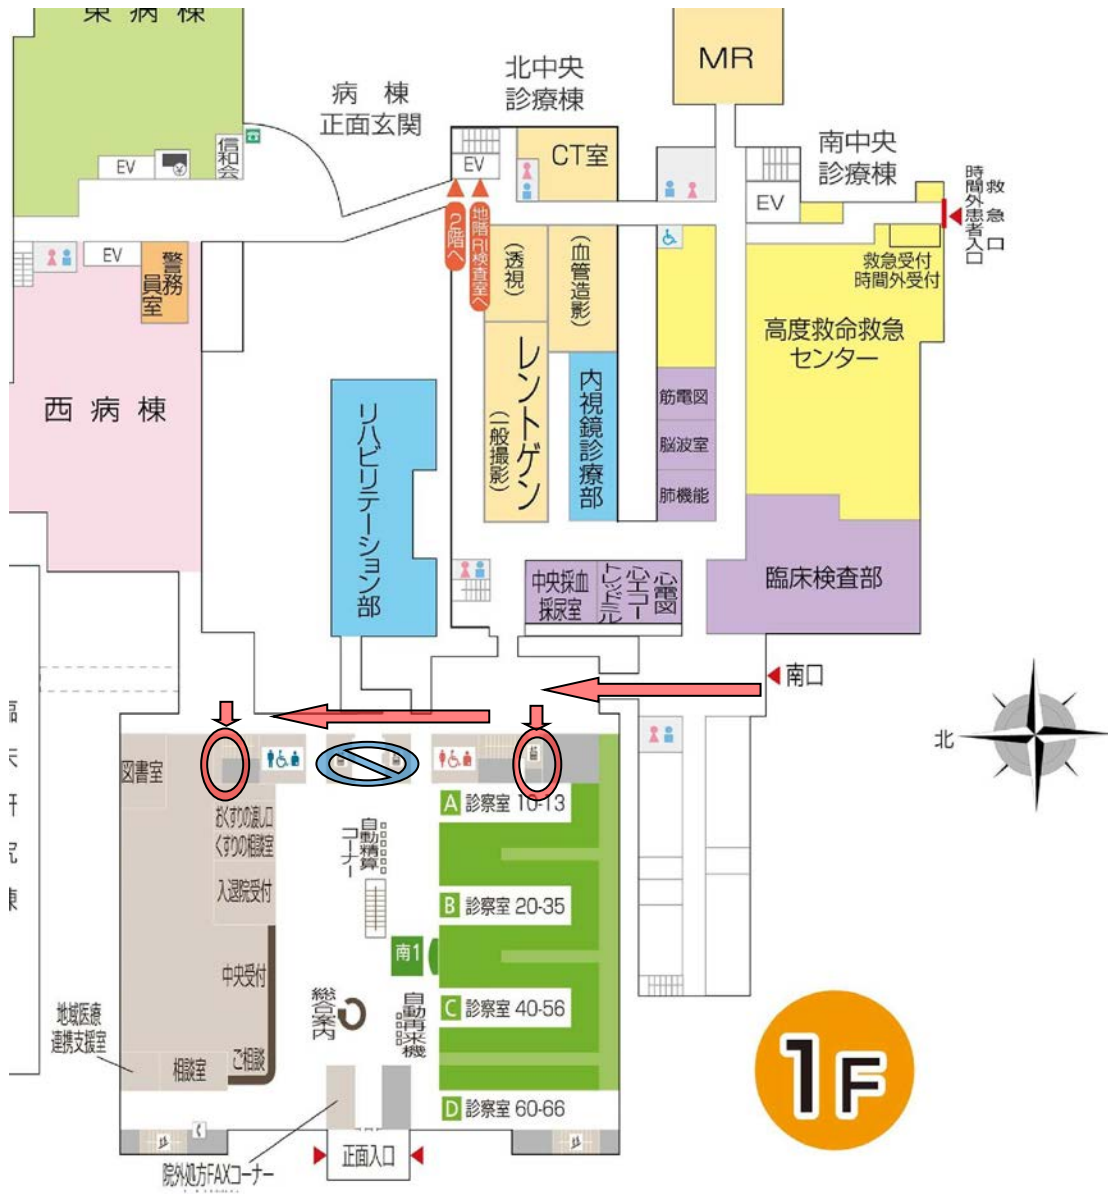 東 病 棟
信和会
EV
¥
病 棟
正面玄関
北中央
診療棟
EV
CT室
MR
南中央
診療棟
EV
救急口
時間外患者入口
EV
警務
員室
2階へ
地階RI検査室へ
(透視)
(血管造影)
救急受付
時間外受付
高度救命救急
センター
西 病 棟
リハビリテーション部
レントゲン
(一般撮影)
内視鏡診療部
筋電図
脳波室
肺機能
中央採血
採尿室
心電図
心エコー
トレッドミル
臨床検査部
南口
北
臨床研究棟
図書室
おくすりの渡し口
くすりの相談室
入退院受付
中央受付
ご相談
相談室
地域医療
連携支援室
自動精算
コーナー
南1
総合案内
自動再来機
A 診察室 10-13
B 診察室 20-35
C 診察室 40-56
D 診察室 60-66
院外処方FAXコーナー
正面入口
1F